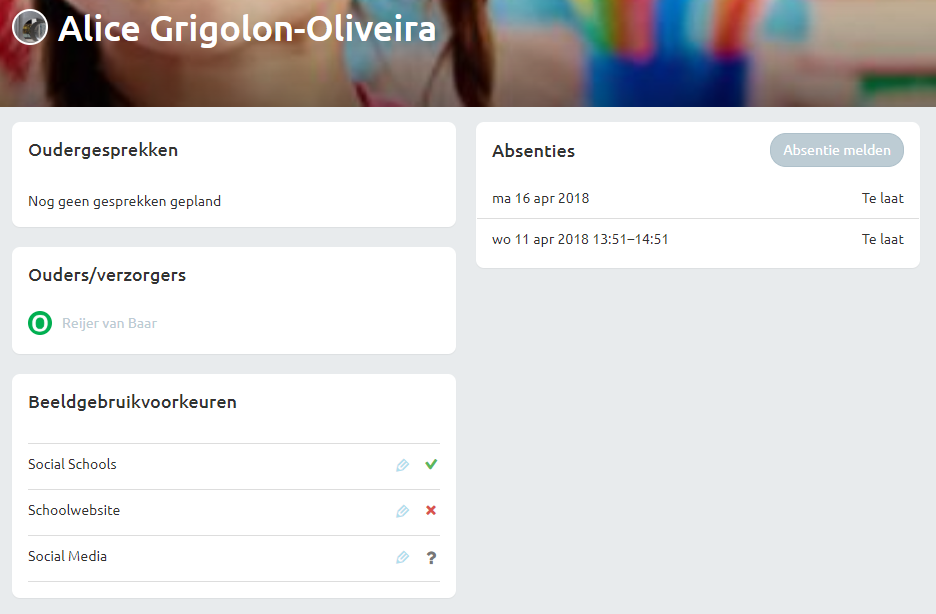 Alice Grigolon-Oliveira
Oudergesprekken
Nog geen gesprekken gepland
Ouders/verzorgers
O Reijer van Baar
Beeldgebruikvoorkeuren
Social Schools
Schoolwebsite
Social Media ?
Absenties Absentie melden
ma 16 apr 2018 Te laat
wo 11 apr 2018 13:51–14:51 Te laat